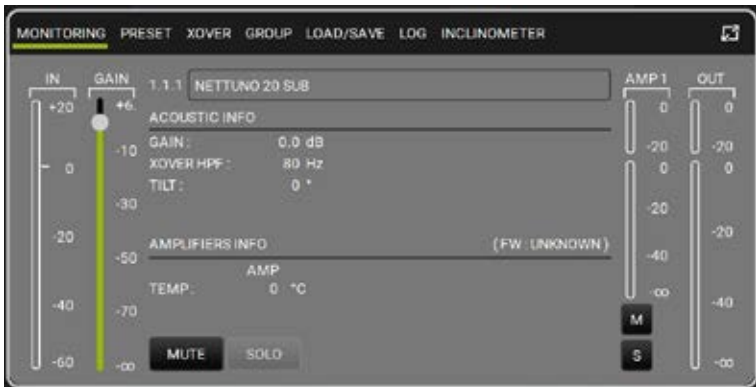 MONITORING PRESET XOVER GROUP LOAD/SAVE LOG INCLINOMETER
IN GAIN 1.1.1 NETTUNO 20 SUB AMP 1 OUT
+20 +6. 0 0
ACOUSTIC INFO
GAIN: 0.0 dB
-10 -20 -20
XOVER HPF: 80 Hz
0 0 0
TILT: 0 °
-30 -20
-20 AMPLIFIERS INFO (FW: UNKNOWN) -20
-50 -40
AMP
TEMP: 0 °C
-∞
-40 -70 -40
M
MUTE SOLO S
-60 -∞ -∞